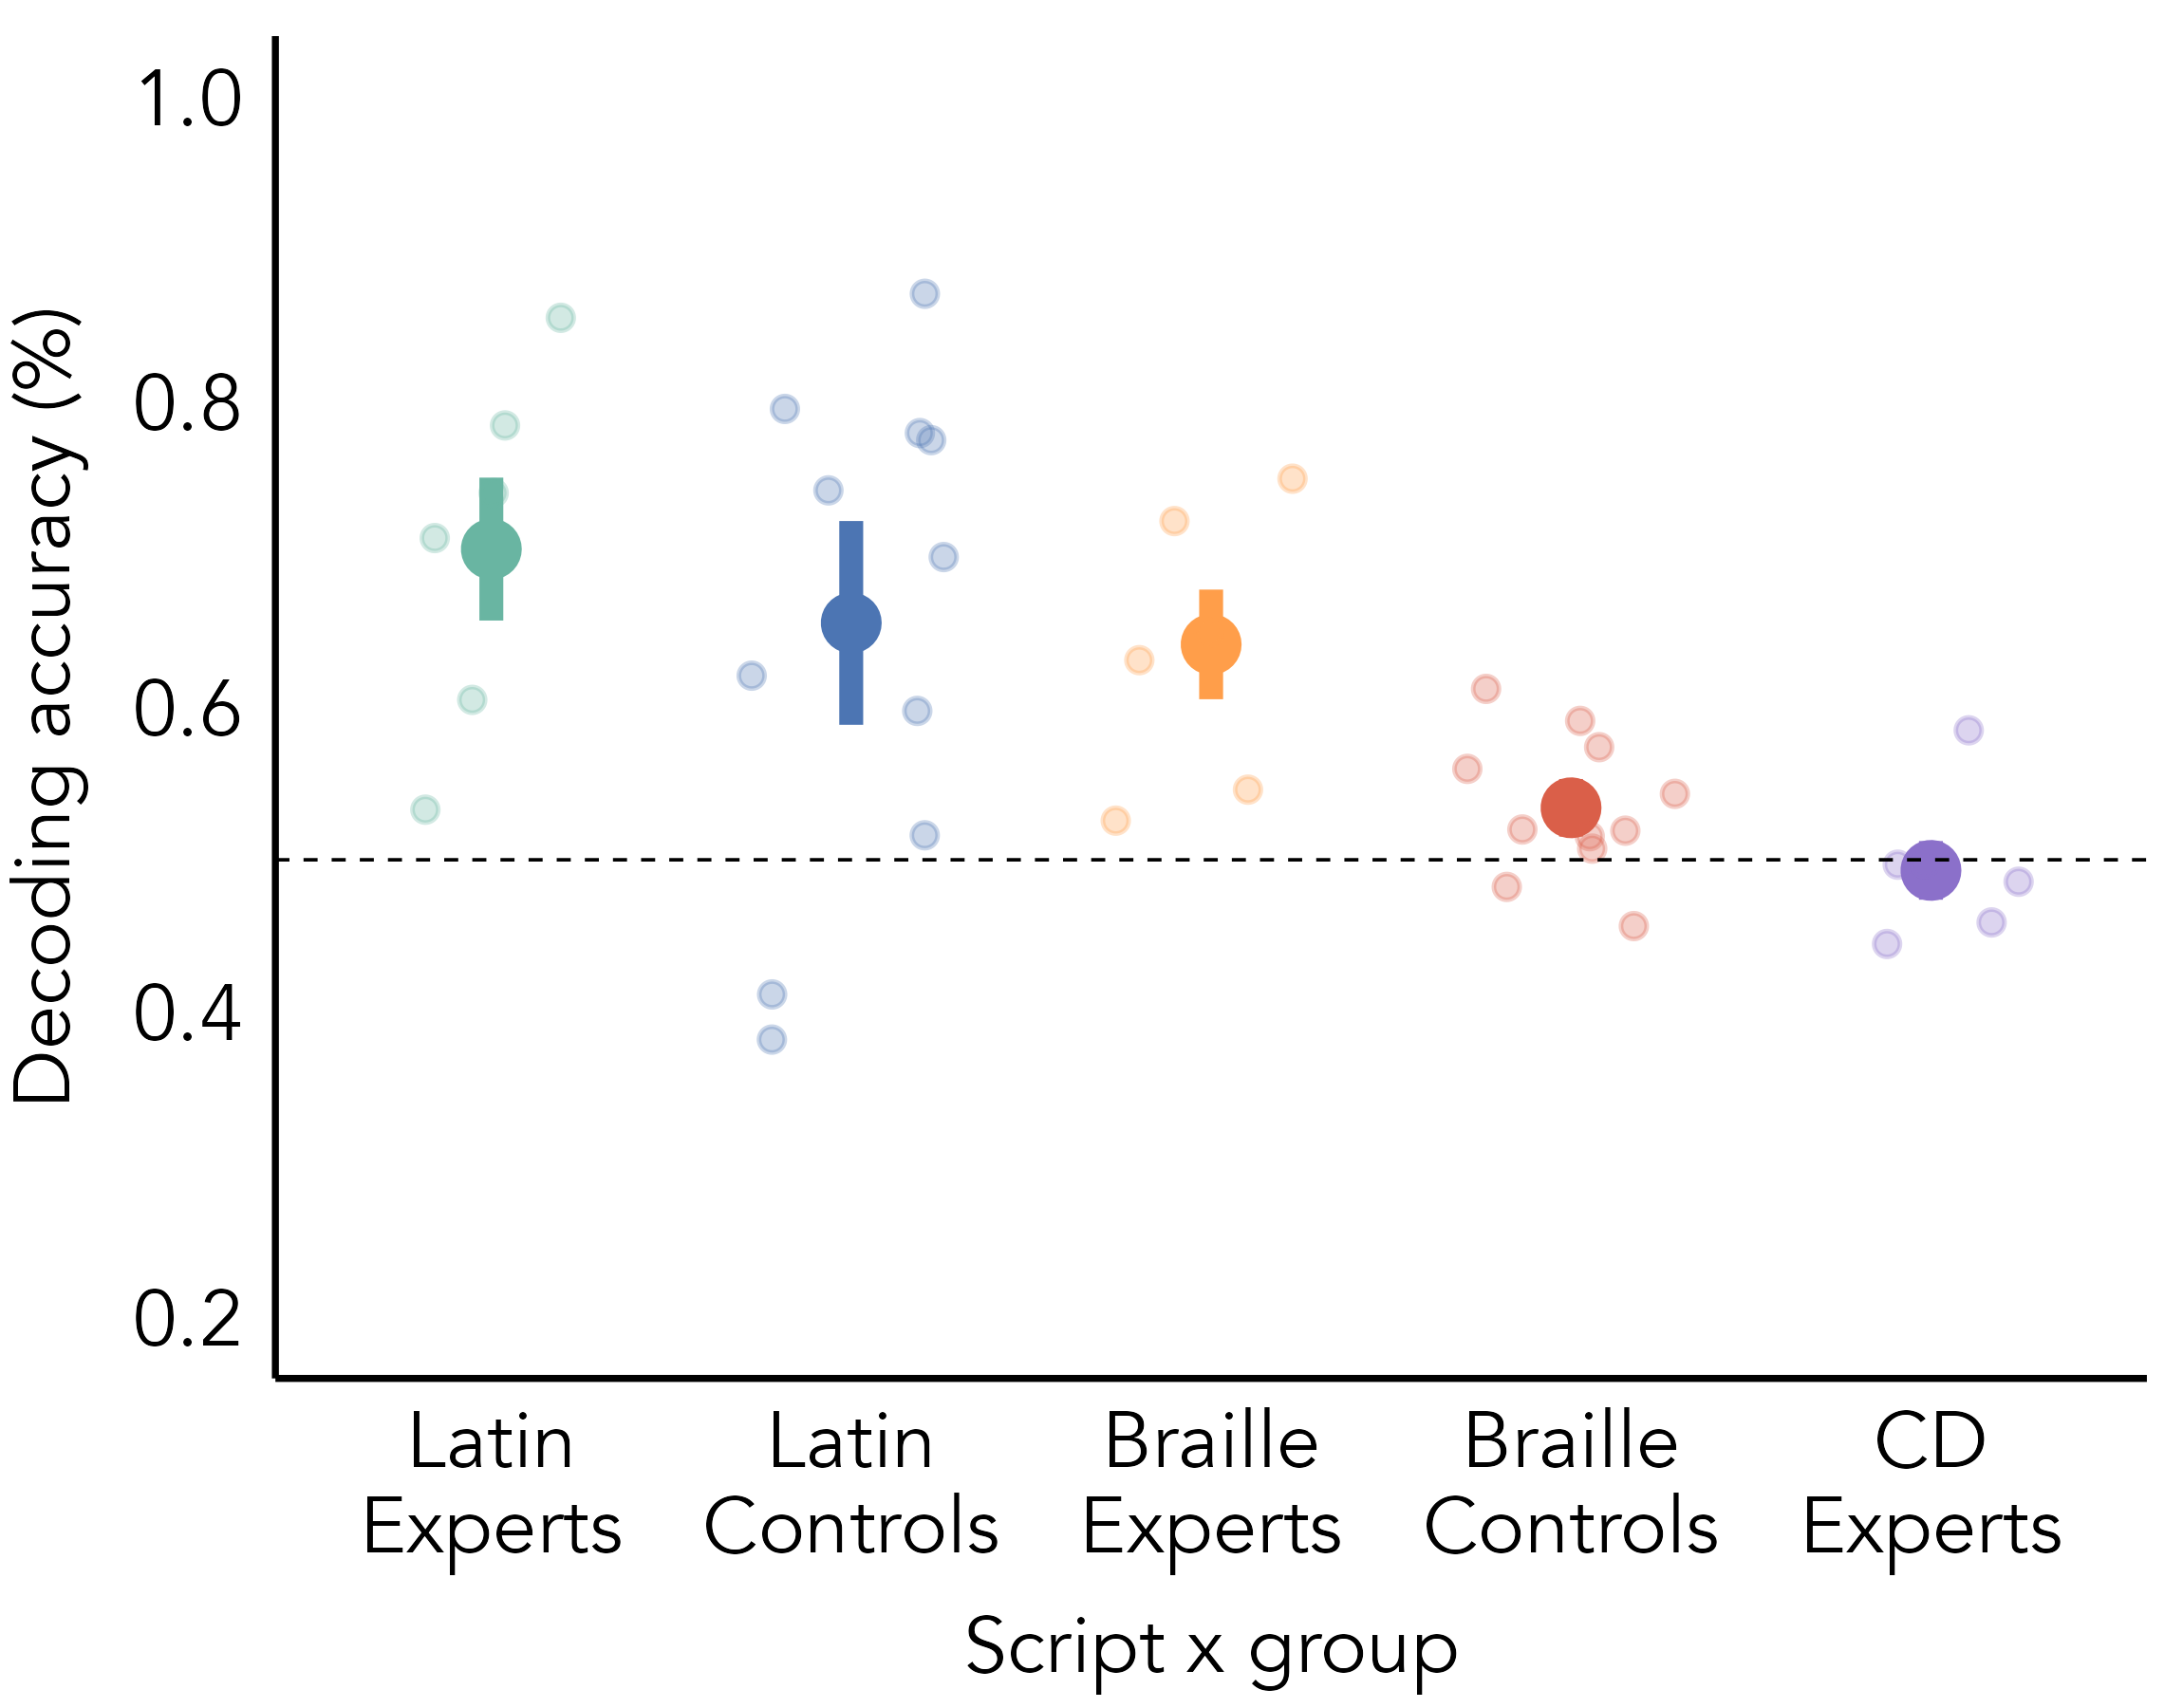 Decoding accuracy (%)
1.0
0.8
0.6
0.4
0.2
Latin
Experts
Latin
Controls
Braille
Experts
Braille
Controls
CD
Experts
Script x group